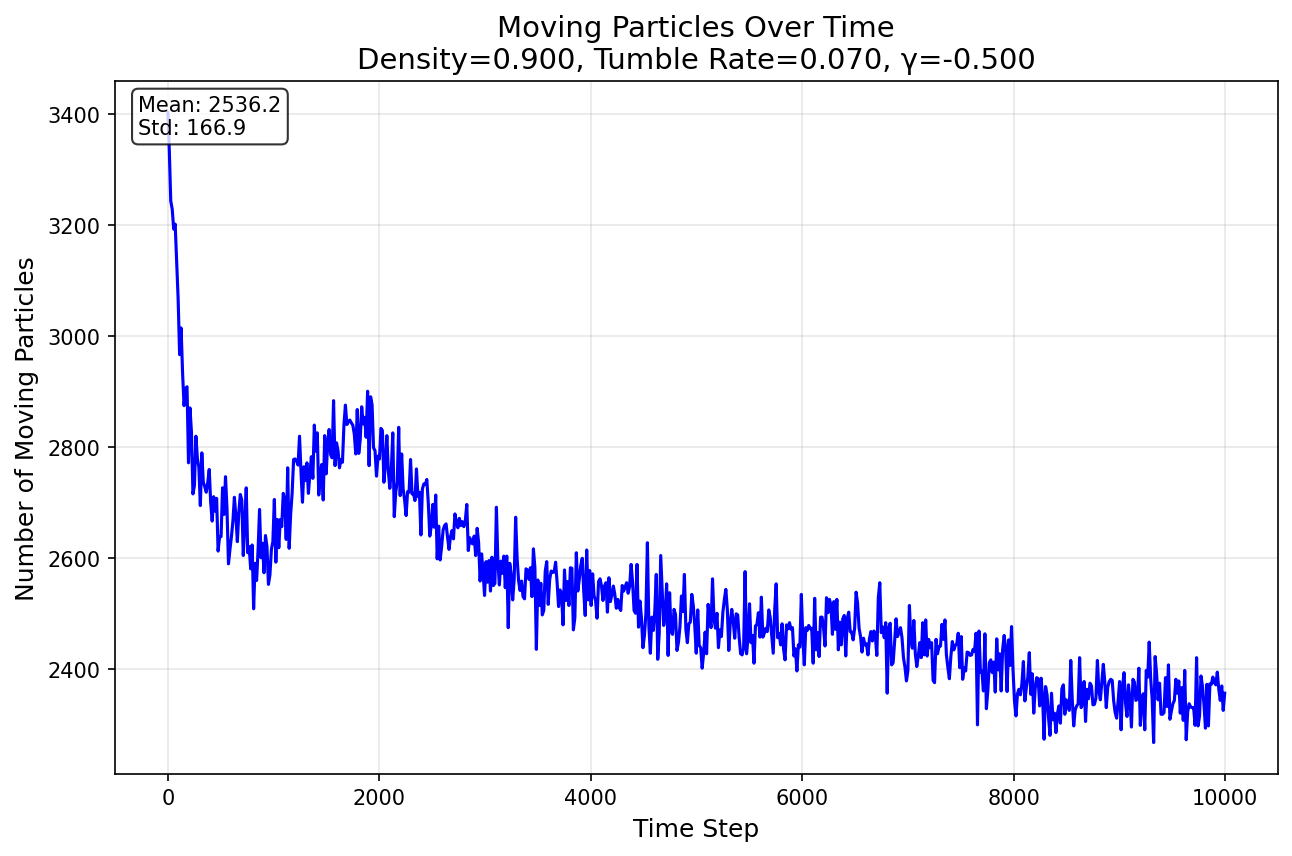 Moving Particles Over Time
Density=0.900, Tumble Rate=0.070, γ=-0.500
Mean: 2536.2
Std: 166.9
Number of Moving Particles
3400
3200
3000
2800
2600
2400
0 2000 4000 6000 8000 10000
Time Step